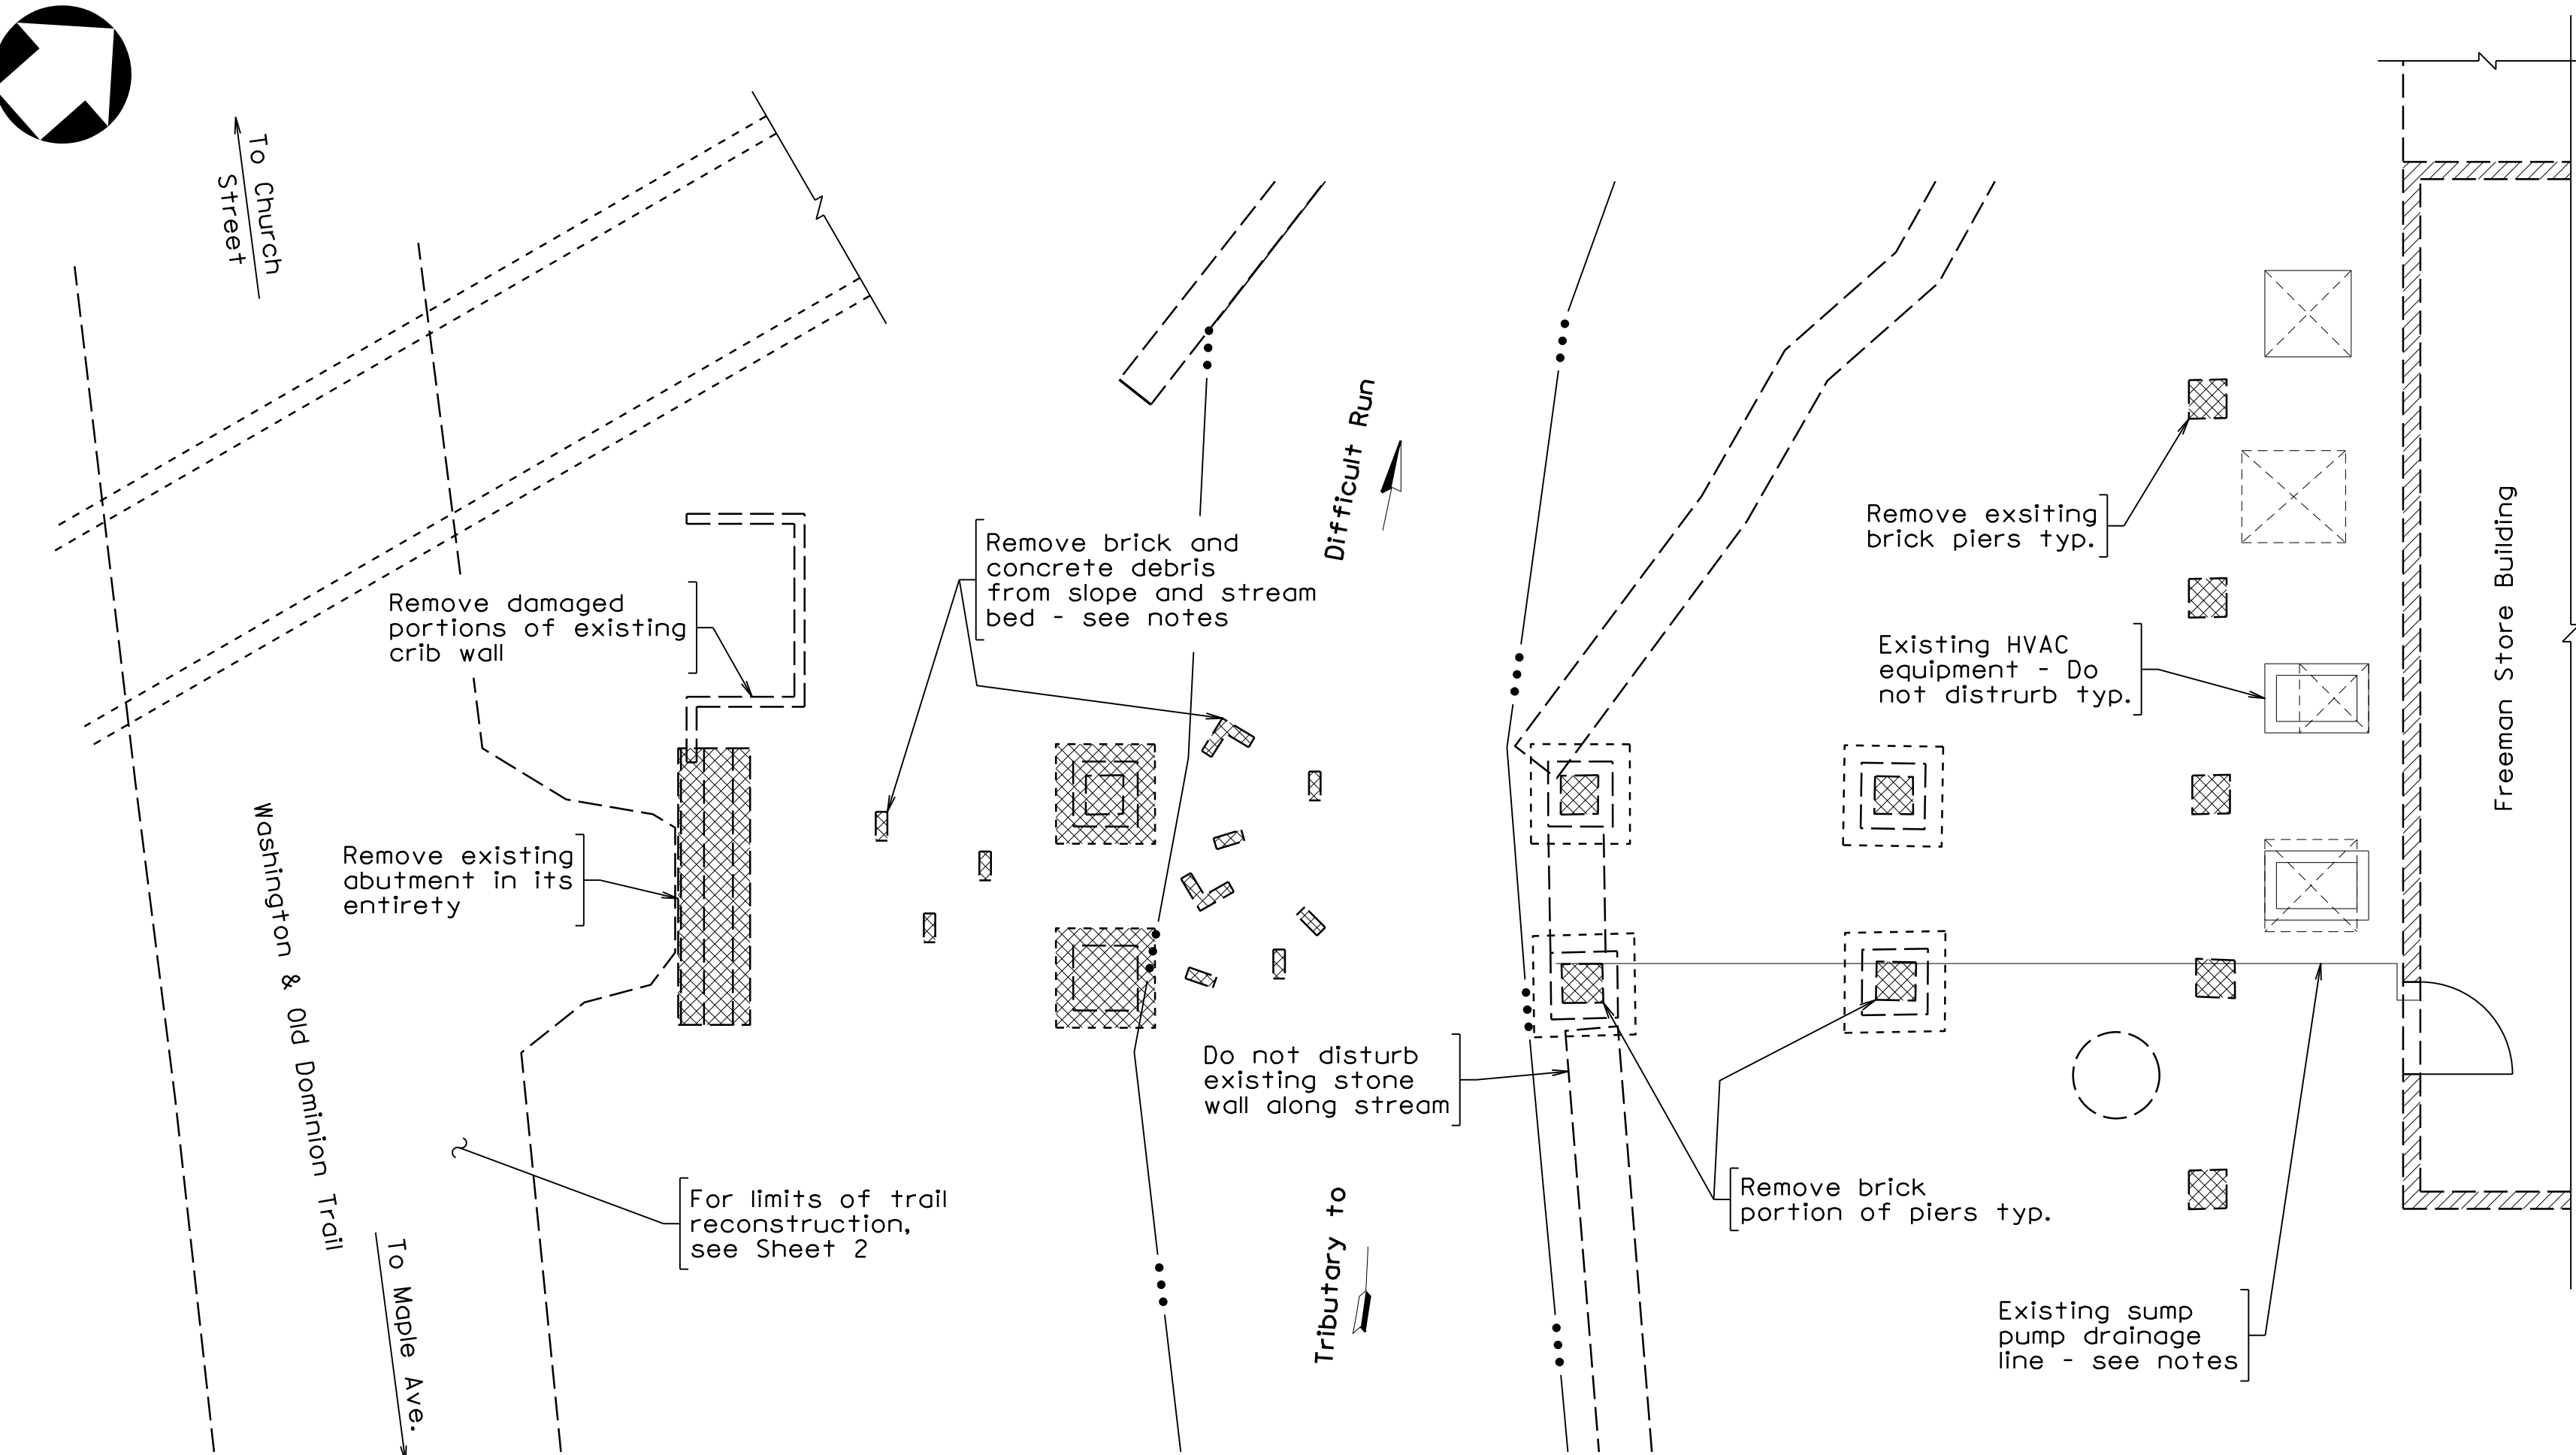 To Church
Street
Difficult Run
Remove exsiting
brick piers typ.
Remove brick and
concrete debris
from slope and stream
bed - see notes
Remove damaged
portions of existing
crib wall
Existing HVAC
equipment - Do
not distrurb typ.
Freeman Store Building
Remove existing
abutment in its
entirety
Washington & Old Dominion Trail
Do not disturb
existing stone
wall along stream
Remove brick
portion of piers typ.
For limits of trail
reconstruction,
see Sheet 2
Tributary to
To Maple Ave.
Existing sump
pump drainage
line - see notes